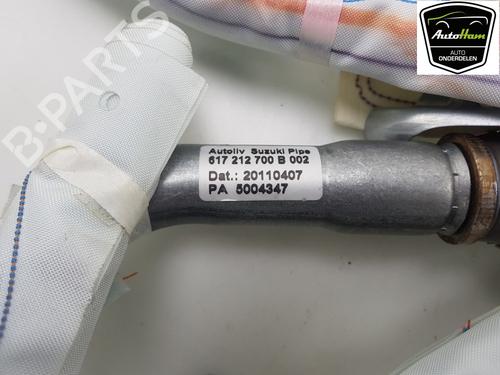 AutoHam
AUTO
ONDERDELEN
B-PARTS
Autoliv Suzuki Pipe
617 212 700 B 002
Dat.: 20110407
PA 5004347